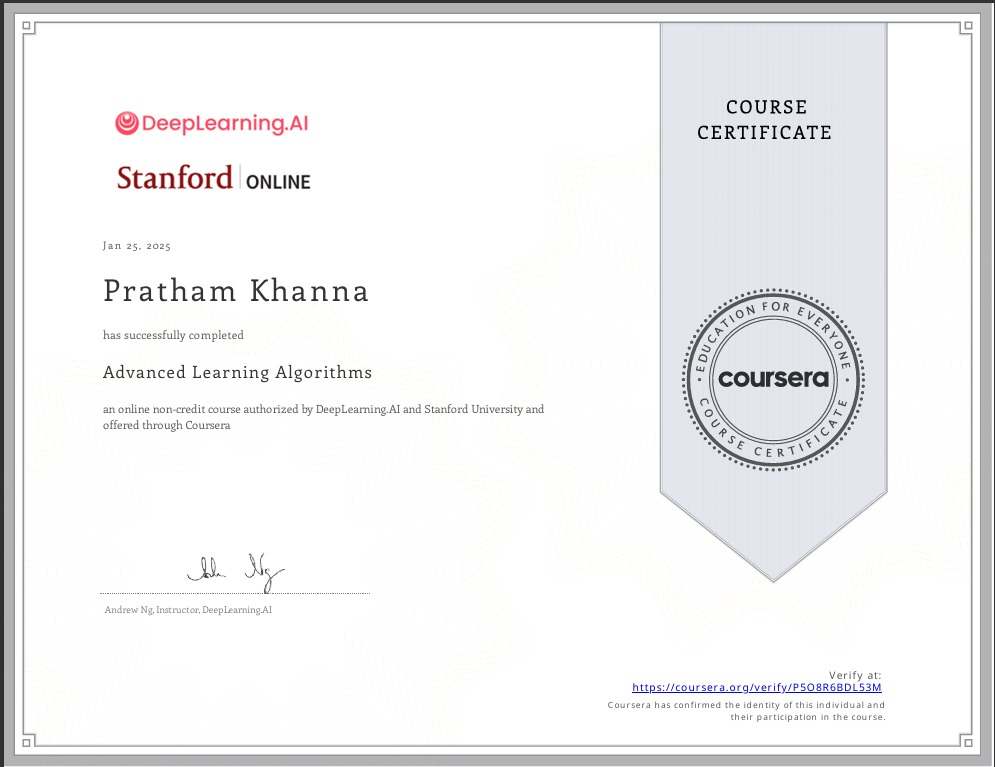 DeepLearning.AI
Stanford | ONLINE
Jan 25, 2025
Pratham Khanna
has successfully completed
Advanced Learning Algorithms
an online non-credit course authorized by DeepLearning.AI and Stanford University and
offered through Coursera
Andrew Ng, Instructor, DeepLearning.AI
COURSE
CERTIFICATE
EDUCATION FOR EVERYONE
coursera
COURSE CERTIFICATE
Verify at:
https://coursera.org/verify/P5O8R6BDL53M
Coursera has confirmed the identity of this individual and
their participation in the course.